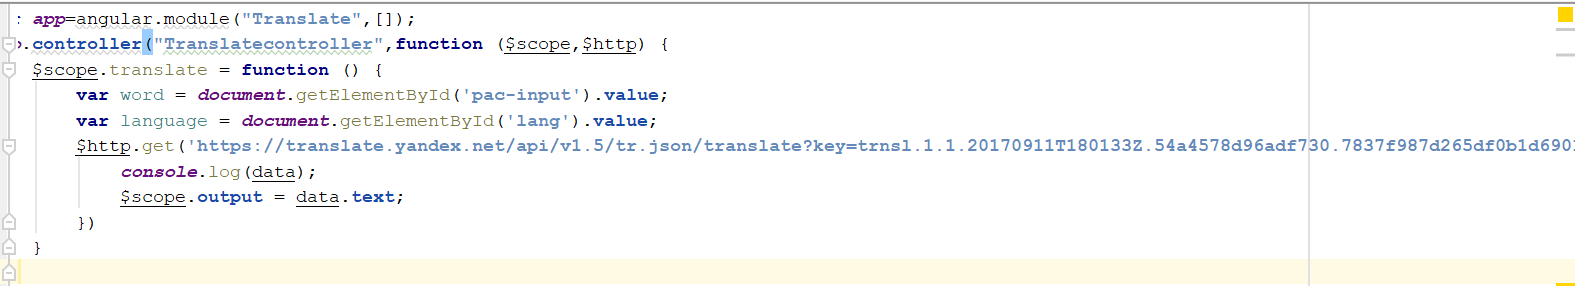 : app=angular.module("Translate",[]);
.controller("Translatecontroller",function ($scope,$http) {
$scope.translate = function () {
var word = document.getElementById('pac-input').value;
var language = document.getElementById('lang').value;
$http.get('https://translate.yandex.net/api/v1.5/tr.json/translate?key=trnsl.1.1.20170911T180133Z.54a4578d96adf730.7837f987d265df0b1d690
console.log(data);
$scope.output = data.text;
})
}